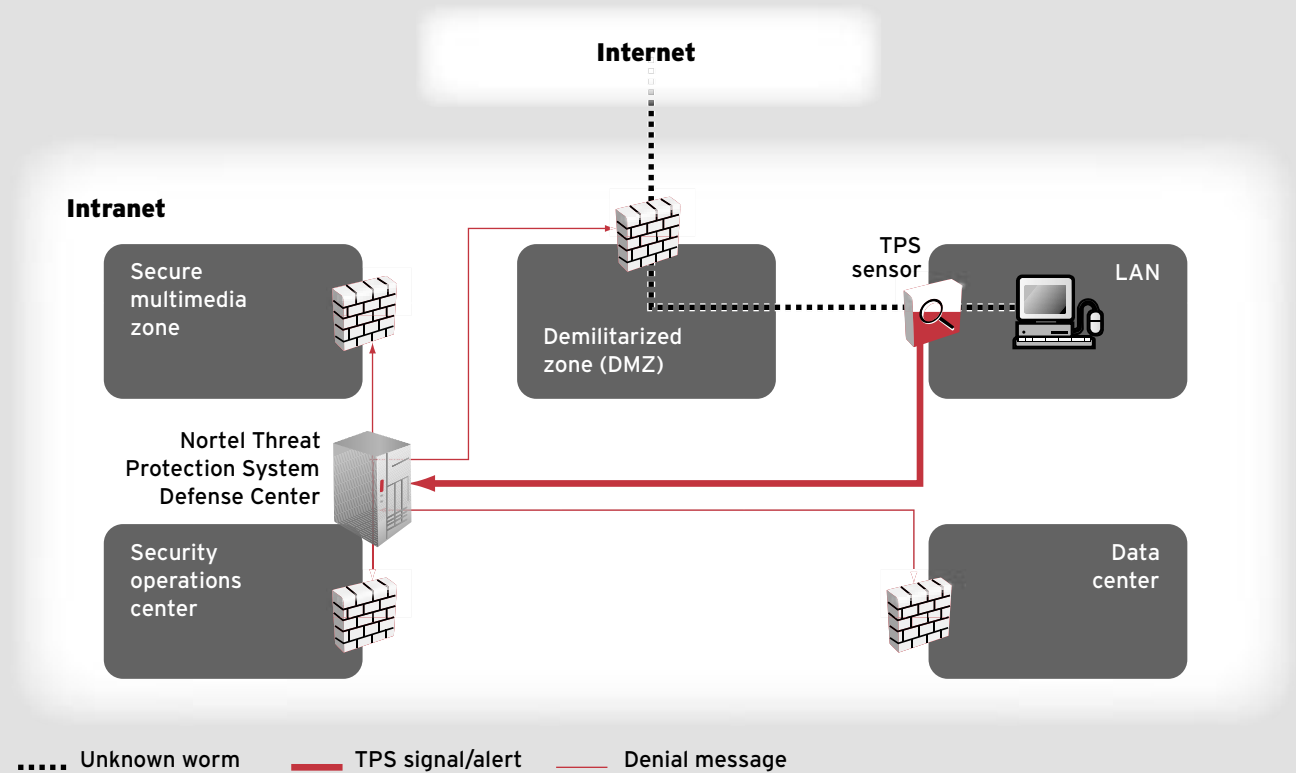 Internet
Intranet
Secure
multimedia
zone
Demilitarized
zone (DMZ)
TPS
sensor
LAN
Nortel Threat
Protection System
Defense Center
Security
operations
center
Data
center
Unknown worm
TPS signal/alert
Denial message